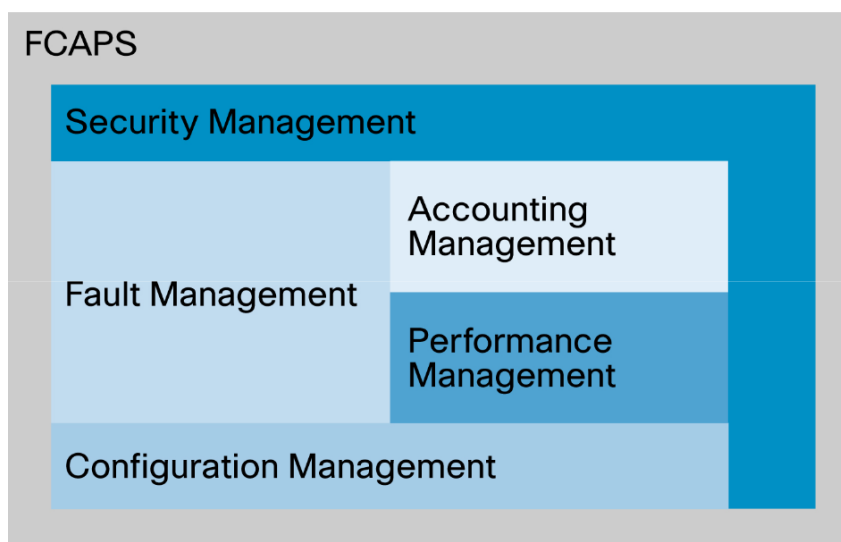 FCAPS
Security Management
Accounting
Management
Fault Management
Performance
Management
Configuration Management